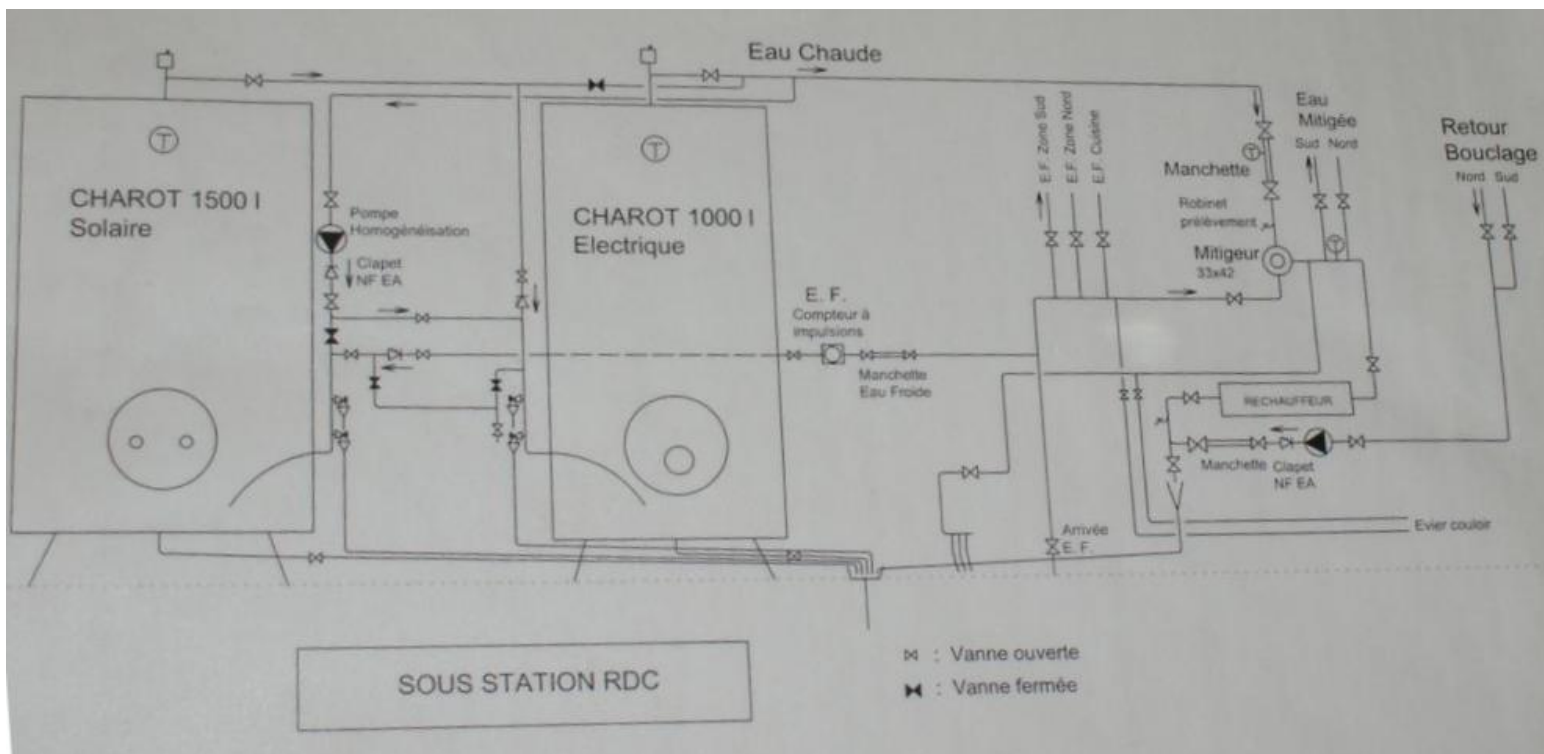 Eau Chaude
T
CHAROT 1500 l
Solaire
Pompe
Homogénéisation
Clapet
NF EA
T
CHAROT 1000 l
Electrique
E. F.
Compteur à
impulsions
Manchette
Eau Froide
E.F. Zone Sud
E.F. Zone Nord
E.F. Cuisine
T
Manchette
Robinet
prélèvement
Mitigeur
33x42
Eau
Mitigée
Sud Nord
T
Retour
Bouclage
Nord Sud
RECHAUFFEUR
Manchette
Clapet
NF EA
Arrivée
E. F.
Evier couloir
SOUS STATION RDC
: Vanne ouverte
: Vanne fermée